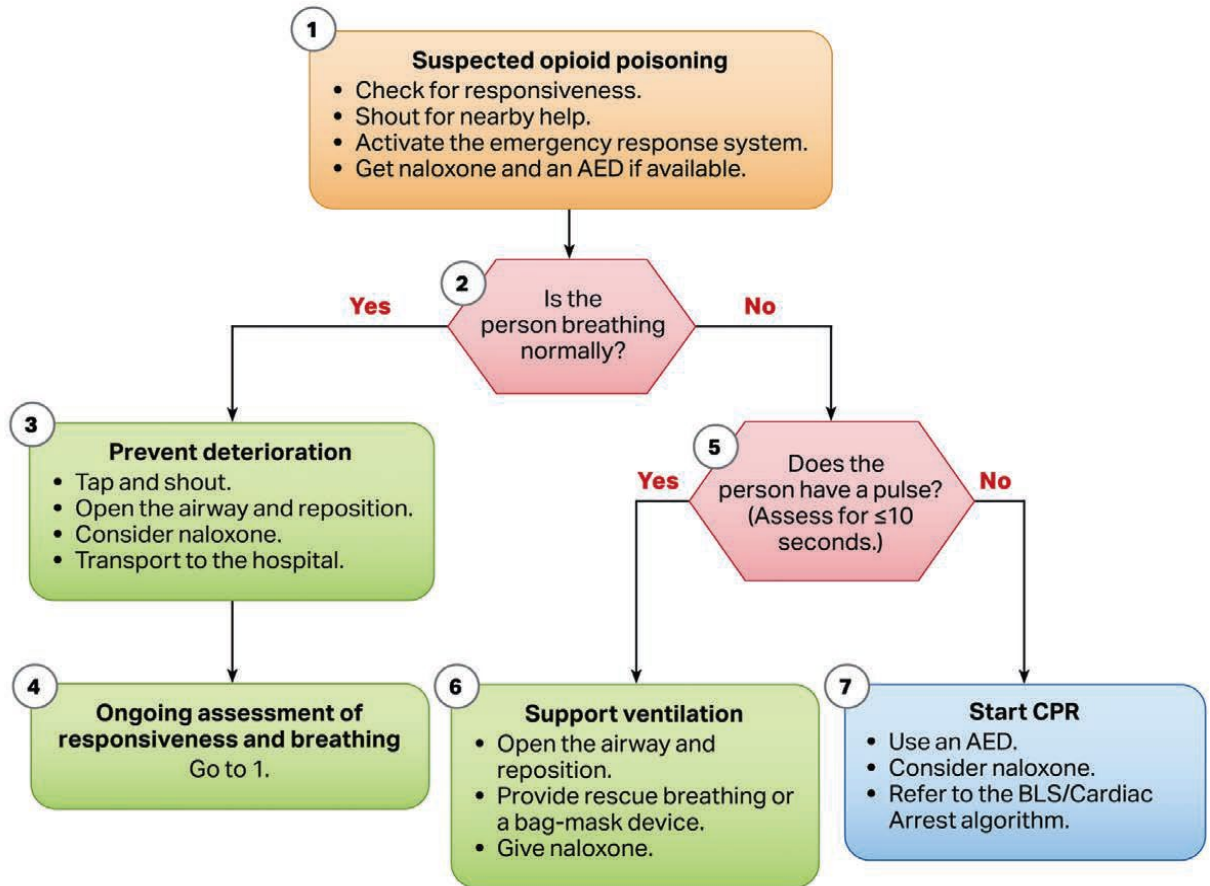 1
Suspected opioid poisoning
• Check for responsiveness.
• Shout for nearby help.
• Activate the emergency response system.
• Get naloxone and an AED if available.
2
Is the
person breathing
normally?
Yes
No
3
Prevent deterioration
• Tap and shout.
• Open the airway and reposition.
• Consider naloxone.
• Transport to the hospital.
4
Ongoing assessment of
responsiveness and breathing
Go to 1.
5
Does the
person have a pulse?
(Assess for ≤10
seconds.)
Yes
No
6
Support ventilation
• Open the airway and
reposition.
• Provide rescue breathing or
a bag-mask device.
• Give naloxone.
7
Start CPR
• Use an AED.
• Consider naloxone.
• Refer to the BLS/Cardiac
Arrest algorithm.